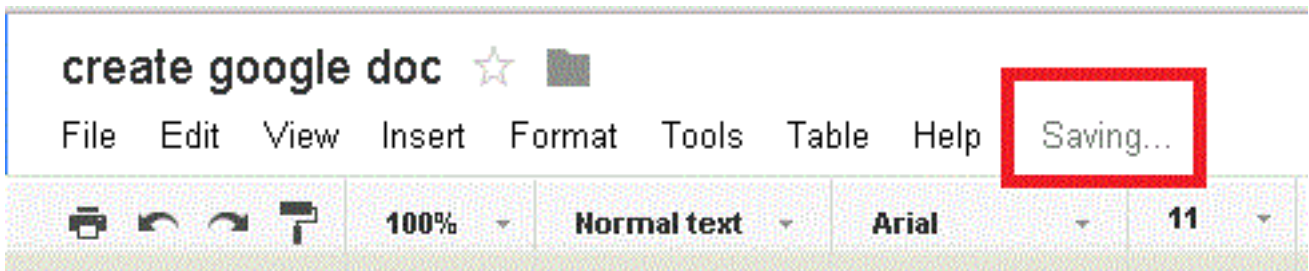 create google doc
File Edit View Insert Format Tools Table Help Saving...
100% Normal text Arial 11